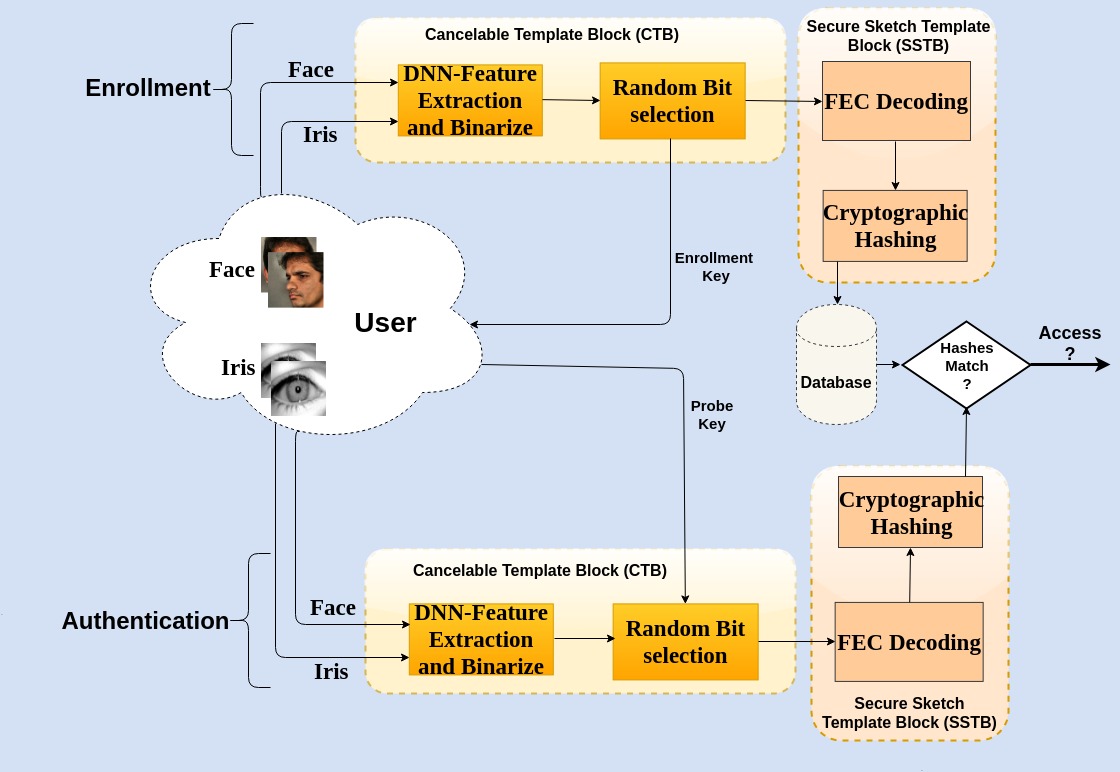 Cancelable Template Block (CTB)
Secure Sketch Template
Block (SSTB)
Enrollment
Face
Iris
DNN-Feature
Extraction
and Binarize
Random Bit
selection
FEC Decoding
Cryptographic
Hashing
Enrollment
Key
Face
User
Iris
Database
Hashes
Match
?
Access
?
Probe
Key
Cryptographic
Hashing
Cancelable Template Block (CTB)
Authentication
Face
Iris
DNN-Feature
Extraction
and Binarize
Random Bit
selection
FEC Decoding
Secure Sketch
Template Block (SSTB)